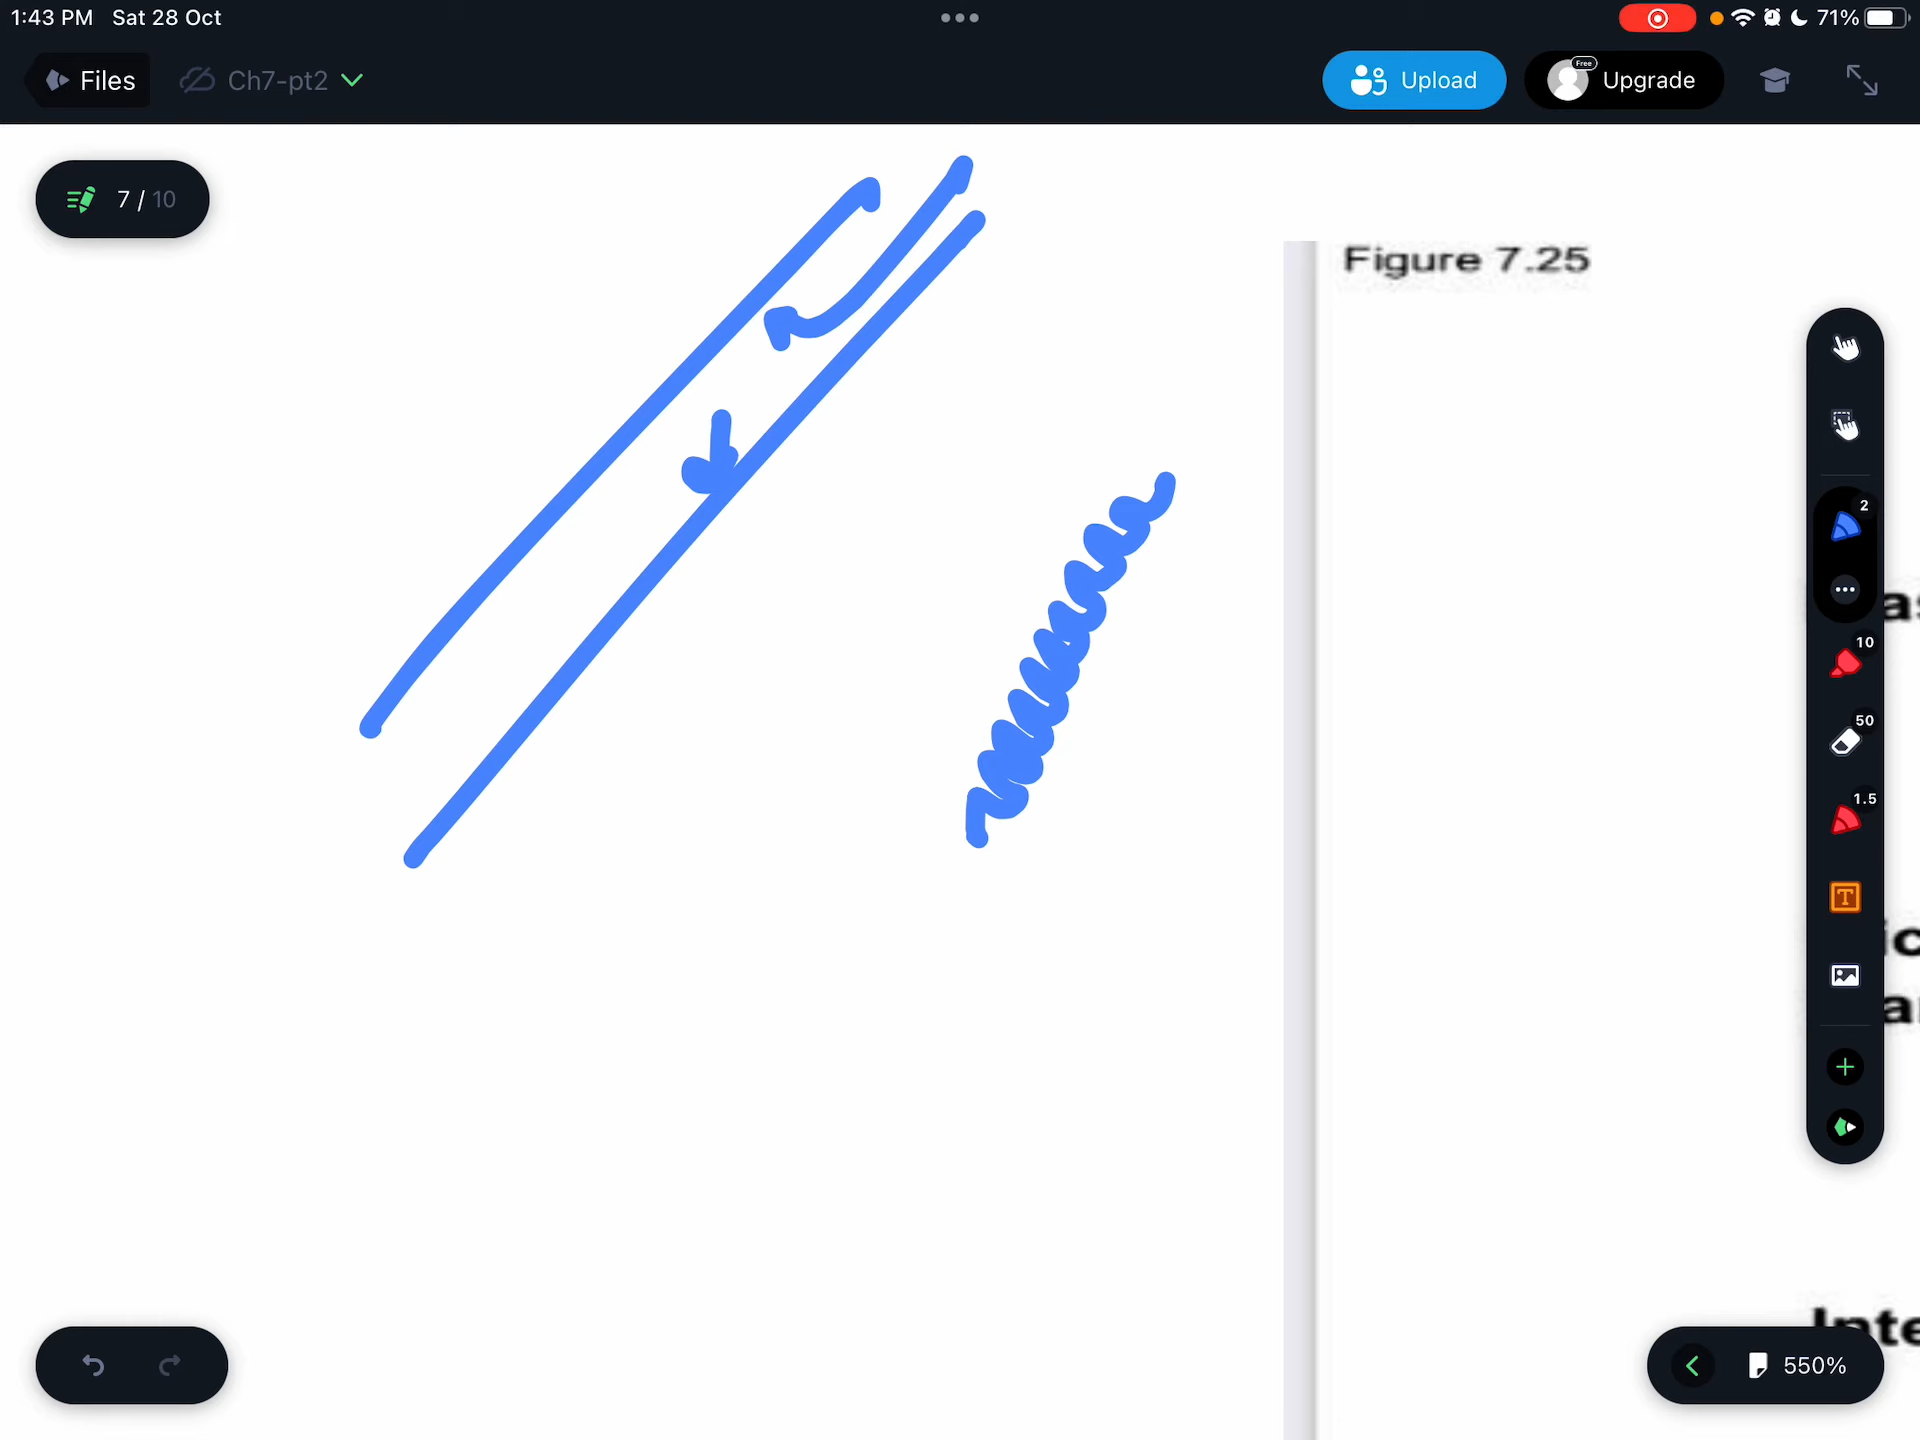 1:43 PM Sat 28 Oct
71%
Files
Ch7-pt2
Upload
Free
Upgrade
7 / 10
Figure 7.25
2
10
50
1.5
T
550%